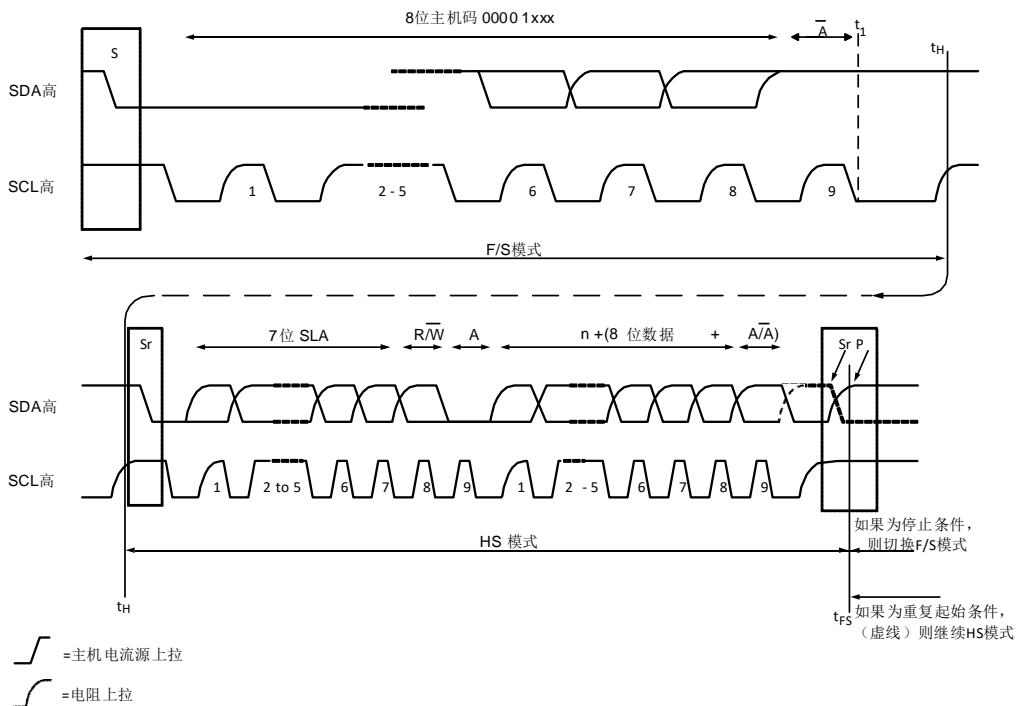 8位主机码 0000 1xxx
A
t1
S
tH
SDA高
SCL高
1
2 - 5
6
7
8
9
F/S模式
Sr
7位 SLA
R/W
A
n +(8 位数据 +
A/A)
Sr P
SDA高
SCL高
1
2 to 5
6
7
8
9
1
2 - 5
6
7
8
9
HS 模式
如果为停止条件，
则切换F/S模式
tH
tFS
如果为重复起始条件，
（虚线）则继续HS模式
=主机电流源上拉
=电阻上拉